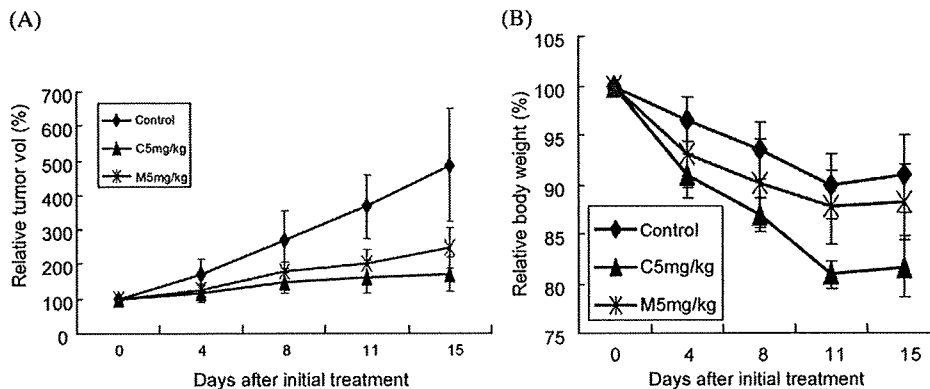 (A)
Relative tumor vol (%)
700
600
500
400
300
200
100
0
Control
C5mg/kg
M5mg/kg
0 4 8 11 15
Days after initial treatment
(B)
Relative body weight (%)
105
100
95
90
85
80
75
Control
C5mg/kg
M5mg/kg
0 4 8 11 15
Days after initial treatment